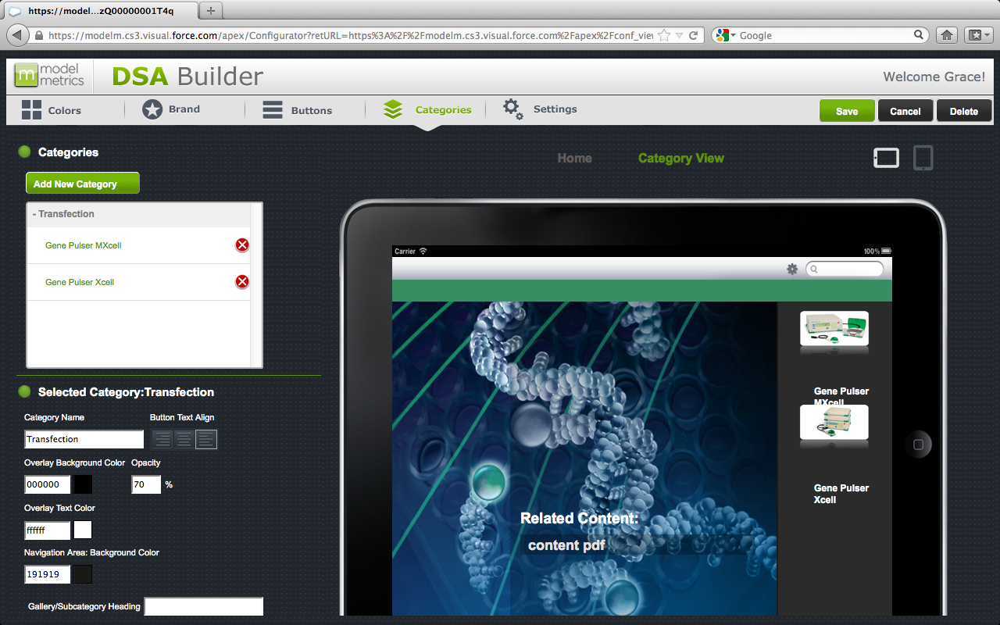 https://model...zQ00000001T4q
https://modelm.cs3.visual.force.com/apex/Configurator?retURL=https%3A%2F%2Fmodelm.cs3.visual.force.com%2Fapex%2Fconf_view
Google
m model metrics
DSA Builder
Welcome Grace!
Colors
Brand
Buttons
Categories
Settings
Save
Cancel
Delete
Categories
Add New Category
- Transfection
Gene Pulser MXcell
Gene Pulser Xcell
Selected Category:Transfection
Category Name
Button Text Align
Transfection
Overlay Background Color
Opacity
000000
70
%
Overlay Text Color
ffffff
Navigation Area: Background Color
191919
Gallery/Subcategory Heading
Home
Category View
Carrier
100%
Gene Pulser
MXcell
Gene Pulser
Xcell
Related Content:
content pdf